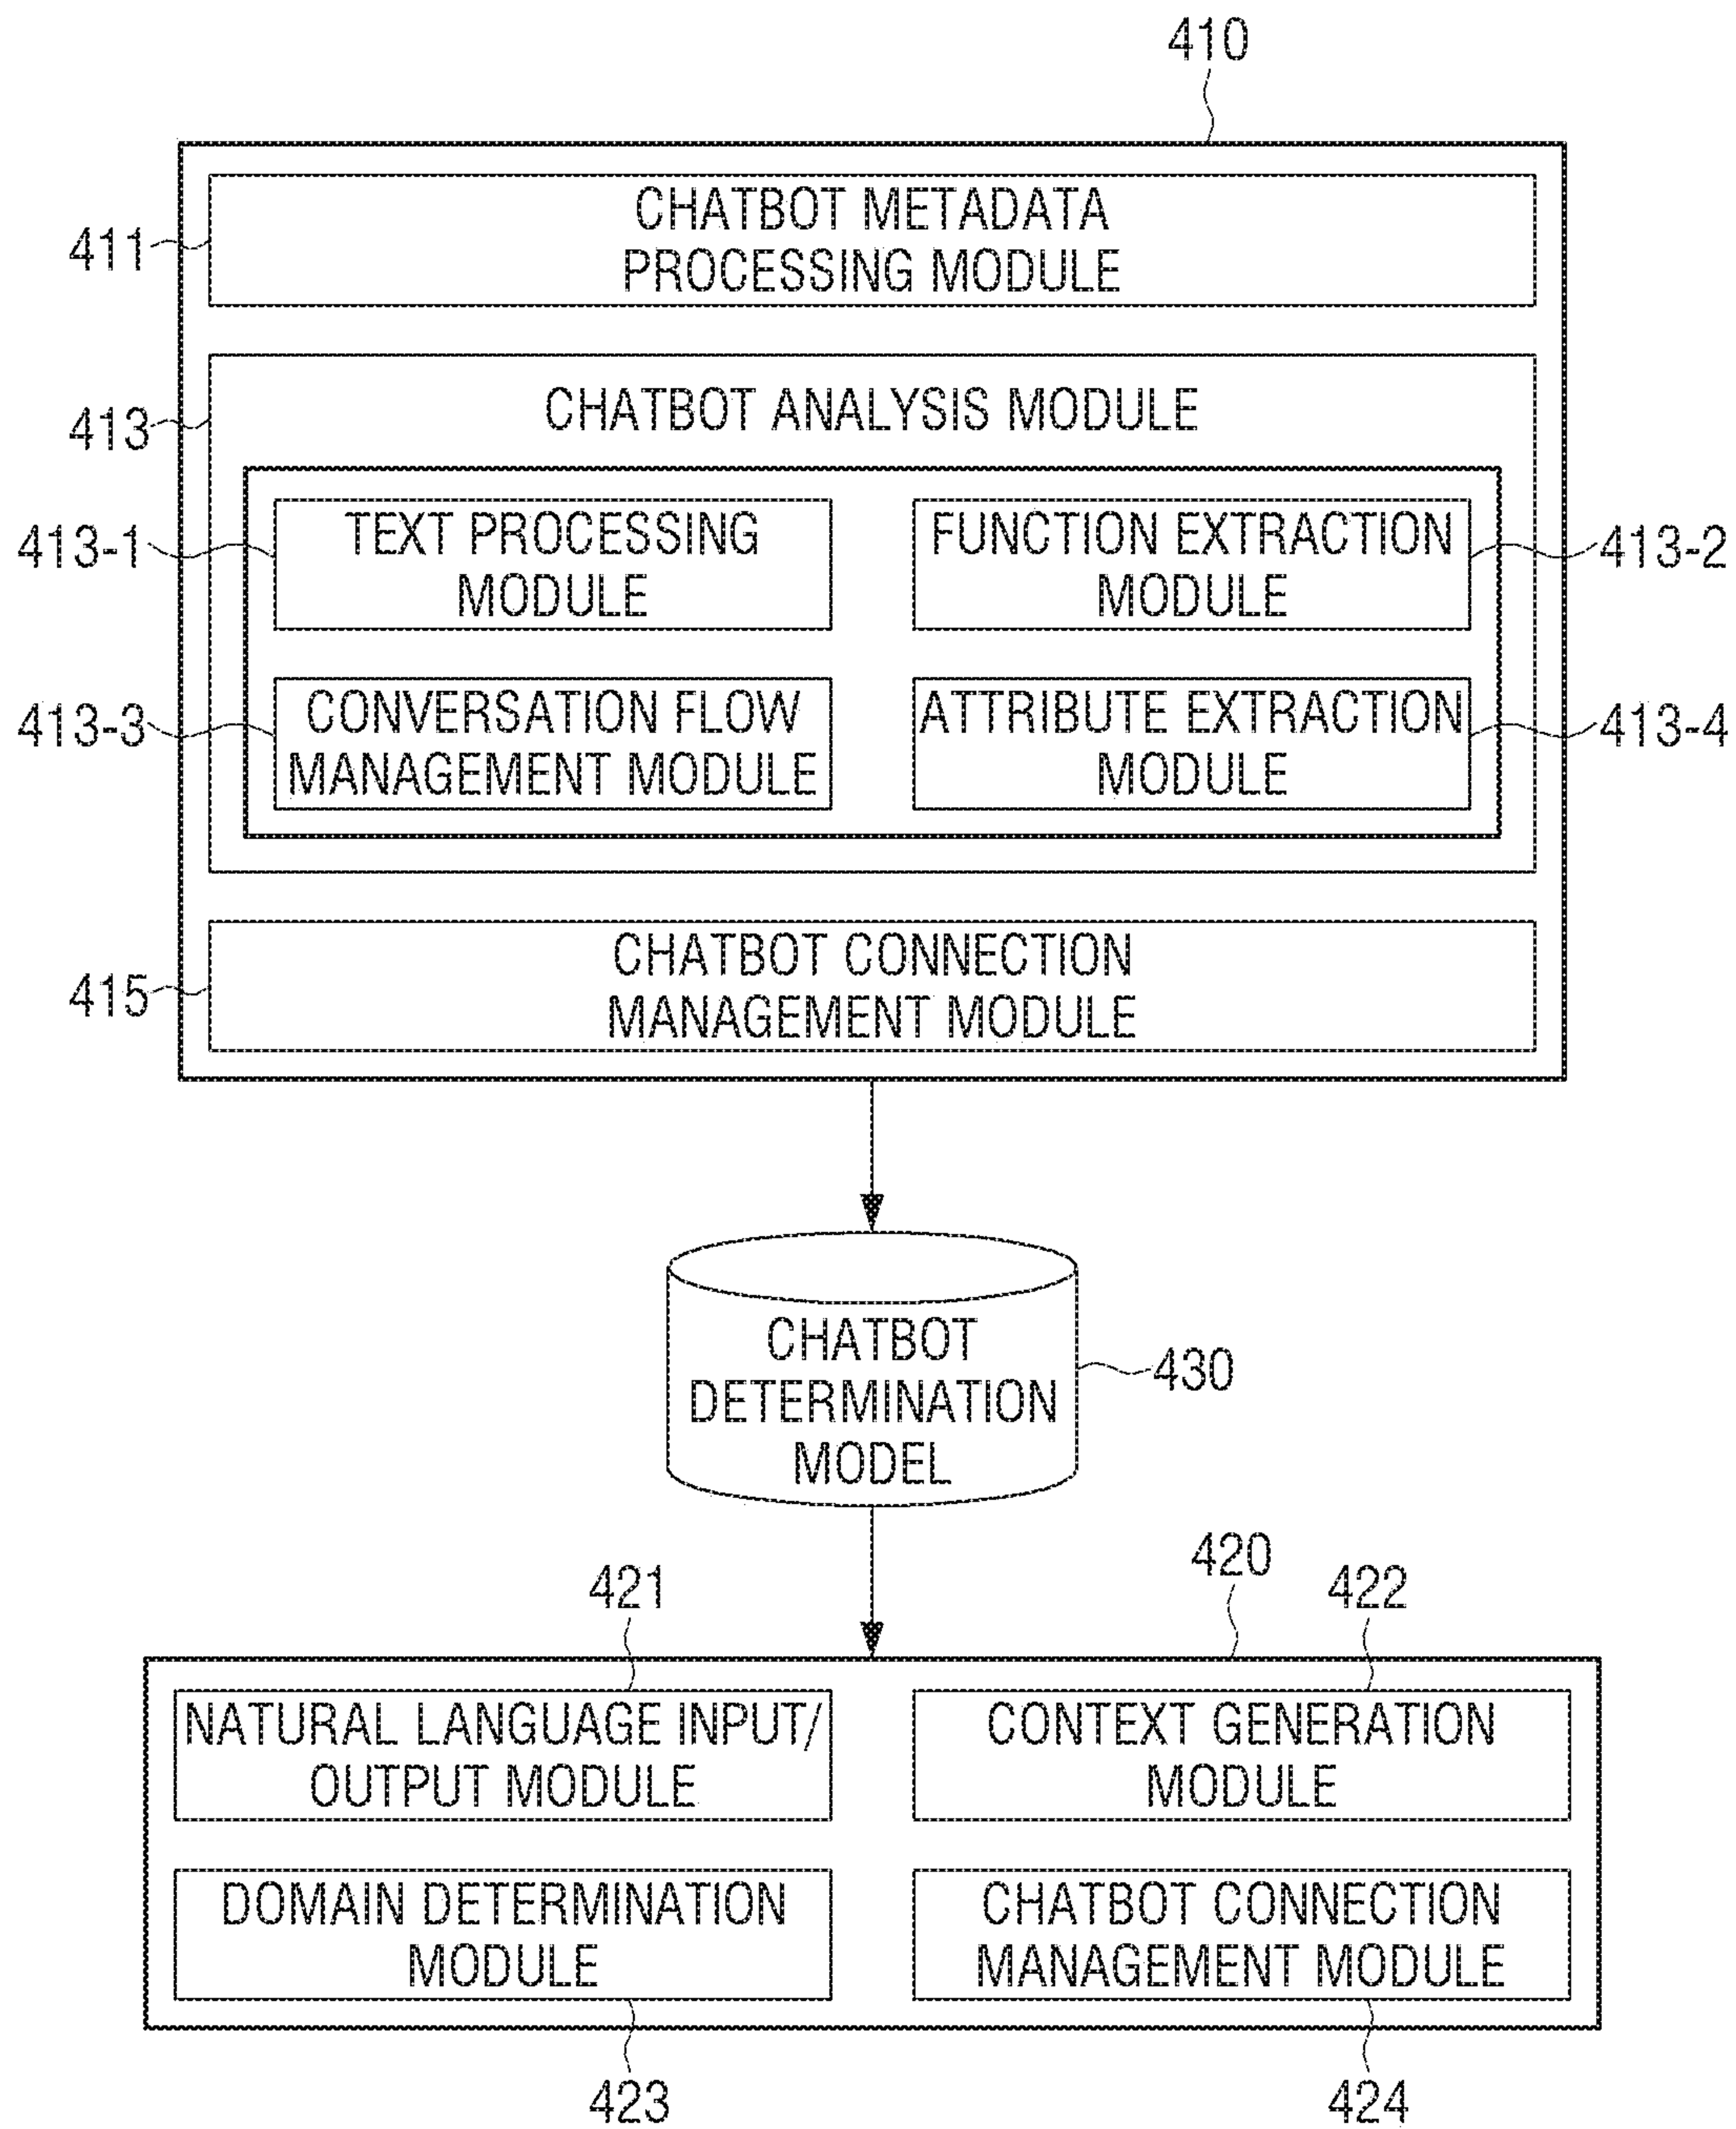 410
CHATBOT METADATA
PROCESSING MODULE
411
CHATBOT ANALYSIS MODULE
413
TEXT PROCESSING
MODULE
413-1
FUNCTION EXTRACTION
MODULE
413-2
CONVERSATION FLOW
MANAGEMENT MODULE
413-3
ATTRIBUTE EXTRACTION
MODULE
413-4
CHATBOT CONNECTION
MANAGEMENT MODULE
415
CHATBOT
DETERMINATION
MODEL
430
420
421
422
NATURAL LANGUAGE INPUT/
OUTPUT MODULE
CONTEXT GENERATION
MODULE
DOMAIN DETERMINATION
MODULE
CHATBOT CONNECTION
MANAGEMENT MODULE
423
424